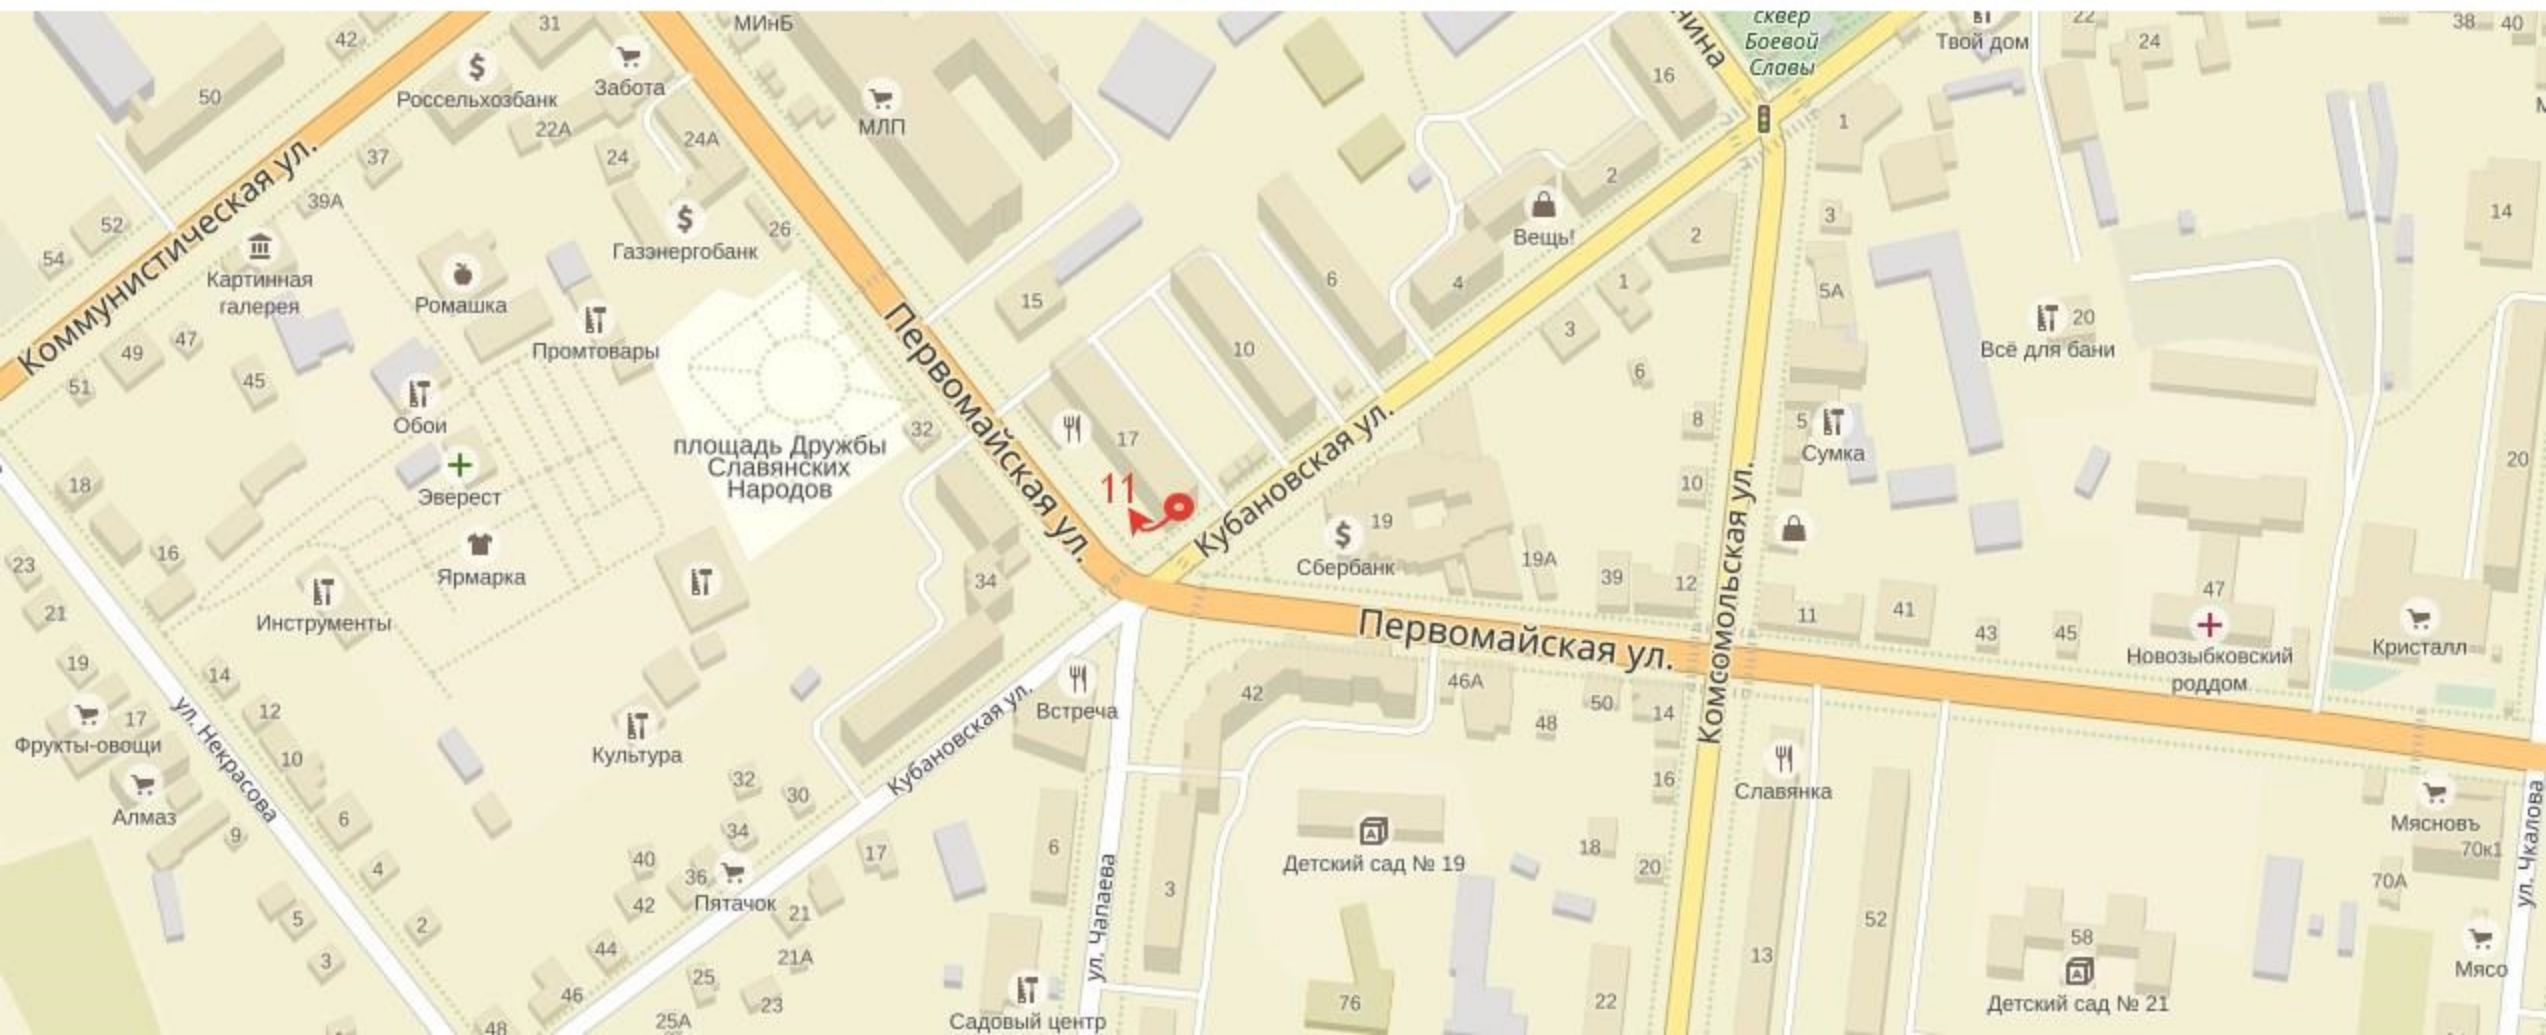 МИнБ
31
42
Забота
50
Россельхозбанк
22А
24А
24
37
39А
52
54
МЛП
26
Газэнергобанк
Коммунистическая ул.
Картинная
галерея
Ромашка
Промтовары
49
47
51
45
Обои
Эверест
Ярмарка
Инструменты
18
16
23
21
19
14
12
17
Фрукты-овощи
10
Алмаз
ул. Некрасова
6
9
4
5
2
3
площадь Дружбы
Славянских
Народов
32
15
Первомайская ул.
17
10
6
11
34
Культура
32
30
34
40
36
42
Пятачок
44
46
48
17
21
21А
25
23
25А
Кубановская ул.
Встреча
6
ул. Чапаева
3
Садовый центр
сквер
Боевой
Славы
16
2
Вещь!
4
2
1
3
6
8
10
Кубановская ул.
Сбербанк
19
19А
39
12
Первомайская ул.
42
46А
48
50
14
16
Детский сад № 19
18
20
76
22
Комсомольская ул.
Твой дом
22
24
38
40
1
3
5А
5
Сумка
20
Всё для бани
14
20
11
41
43
45
47
Новозыбковский
роддом
Кристалл
Славянка
13
52
58
Детский сад № 21
Мясновъ
70к1
70А
Мясо
ул. Чкалова